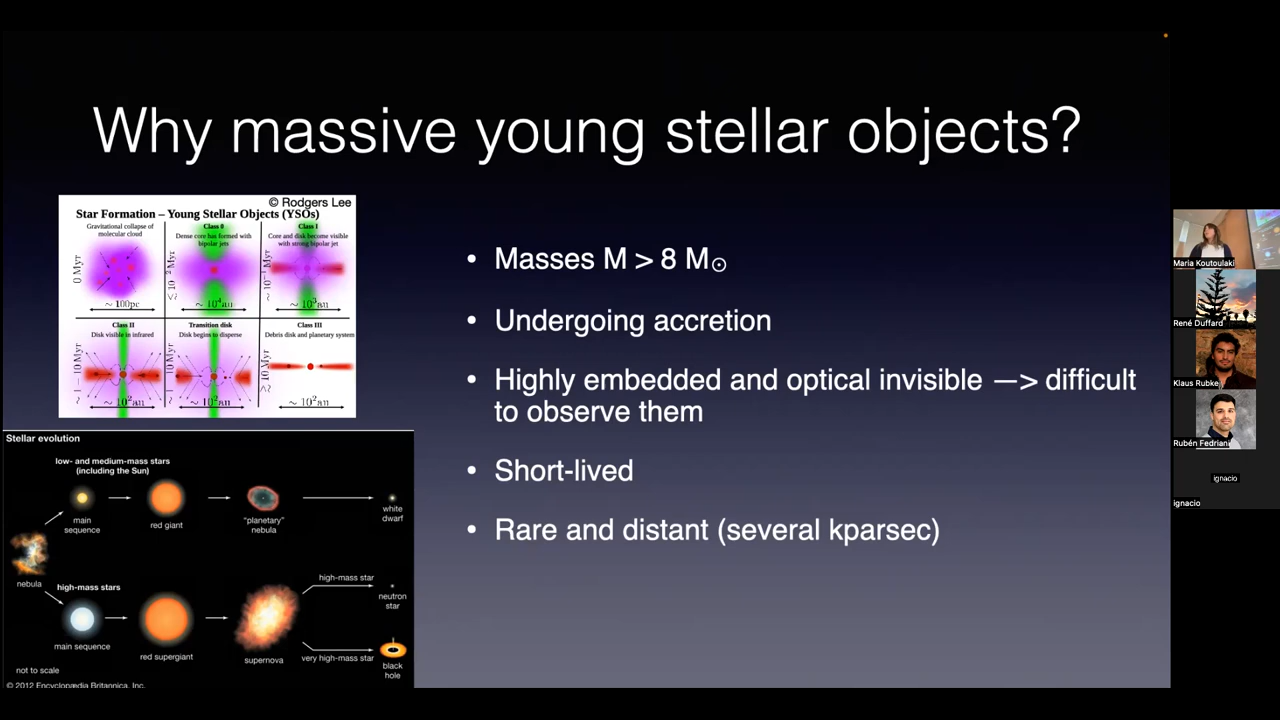 Why massive young stellar objects?
© Rodgers Lee
Star Formation – Young Stellar Objects (YSOs)
Gravitational collapse of
molecular cloud
0 Myr
~ 100pc
Class 0
Dense core has formed with
bipolar jets
~ 10⁴au
Class I
Core and disk become visible
with strong bipolar jet
~ 10⁻¹ Myr
~ 10³au
Class II
Disk visible in infrared
1 – 10 Myr
~ 10²au
Transition disk
Disk begins to disperse
~ 10²au
Class III
Debris disk and planetary system
~ 10²au
• Masses M > 8 M⊙
• Undergoing accretion
• Highly embedded and optical invisible —> difficult
to observe them
• Short-lived
• Rare and distant (several kparsec)
Stellar evolution
low- and medium-mass stars
(including the Sun)
main
sequence
red giant
"planetary"
nebula
white
dwarf
nebula
high-mass stars
main sequence
red supergiant
supernova
high-mass star
neutron
star
very high-mass star
black
hole
not to scale
© 2012 Encyclopædia Britannica, Inc.
Maria Koutoulaki
René Duffard
Klaus Rubke
Rubén Fedriani
ignacio
ignacio